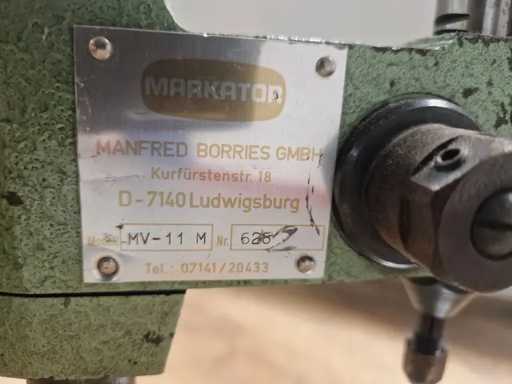 MARKATOR
MANFRED BORRIES GMBH
Kurfürstenstr. 18
D-7140 Ludwigsburg
MV-11 M Nr.
Tel.: 07141/20433